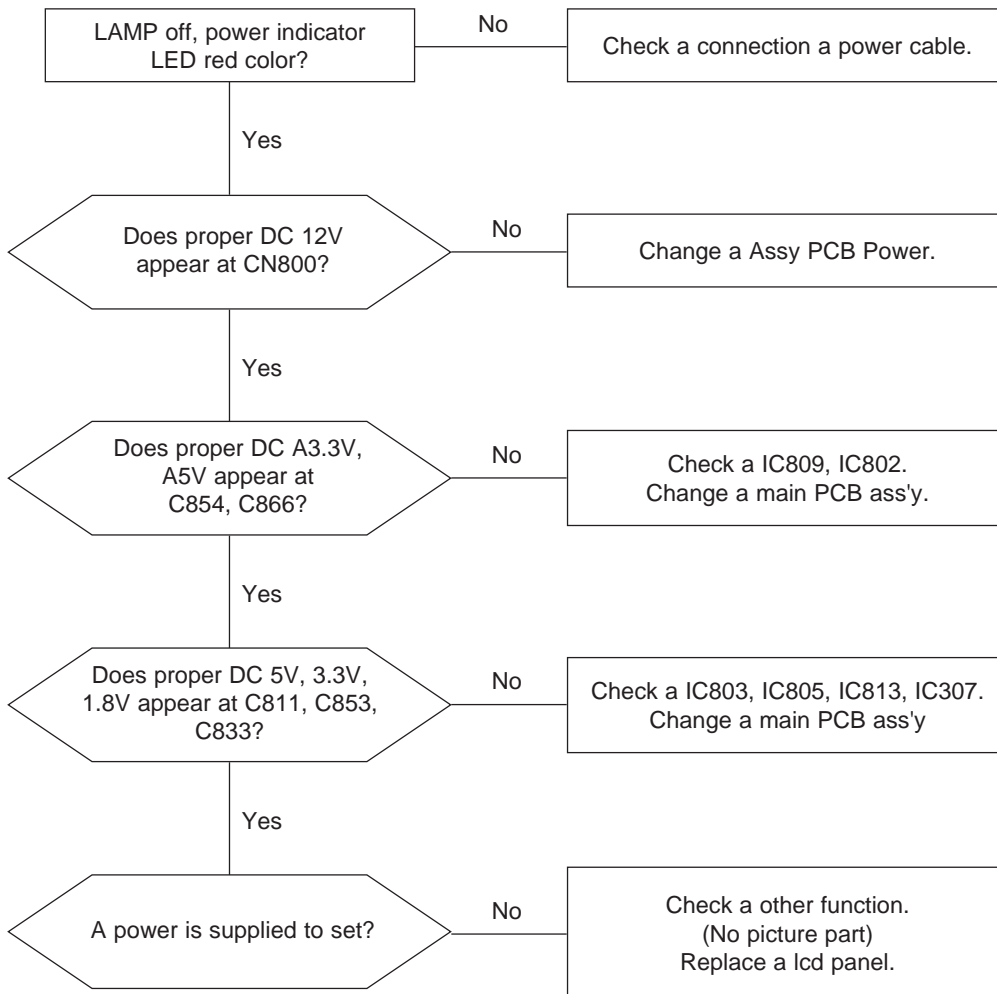 LAMP off, power indicator
LED red color?
No
Check a connection a power cable.
Yes
Does proper DC 12V
appear at CN800?
No
Change a Assy PCB Power.
Yes
Does proper DC A3.3V,
A5V appear at
C854, C866?
No
Check a IC809, IC802.
Change a main PCB ass'y.
Yes
Does proper DC 5V, 3.3V,
1.8V appear at C811, C853,
C833?
No
Check a IC803, IC805, IC813, IC307.
Change a main PCB ass'y
Yes
A power is supplied to set?
No
Check a other function.
(No picture part)
Replace a lcd panel.